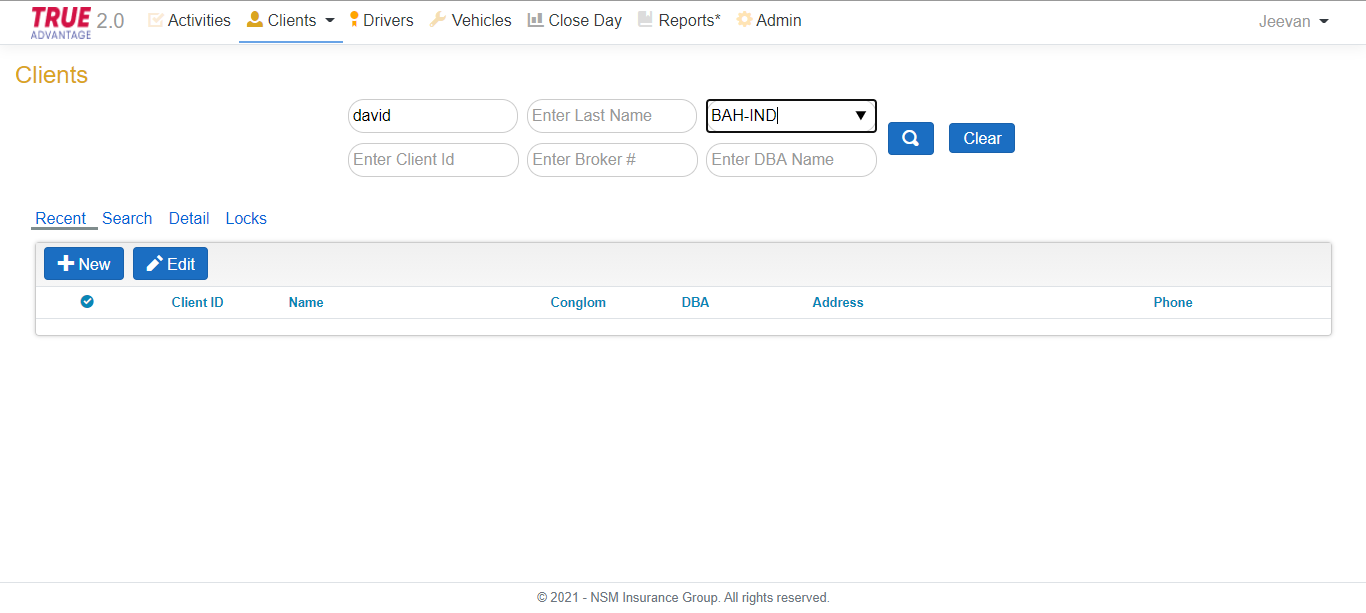 TRUE ADVANTAGE 2.0 Activities Clients Drivers Vehicles Close Day Reports* Admin Jeevan
Clients
david Enter Last Name BAH-IND
Clear
Enter Client Id Enter Broker # Enter DBA Name
Recent Search Detail Locks
New Edit
Client ID Name Conglom DBA Address Phone
© 2021 - NSM Insurance Group. All rights reserved.